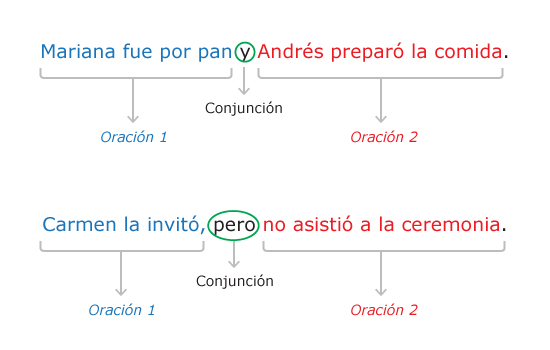 Mariana fue por pan y Andrés preparó la comida.
Conjunción
Oración 1
Oración 2
Carmen la invitó, pero no asistió a la ceremonia.
Conjunción
Oración 1
Oración 2